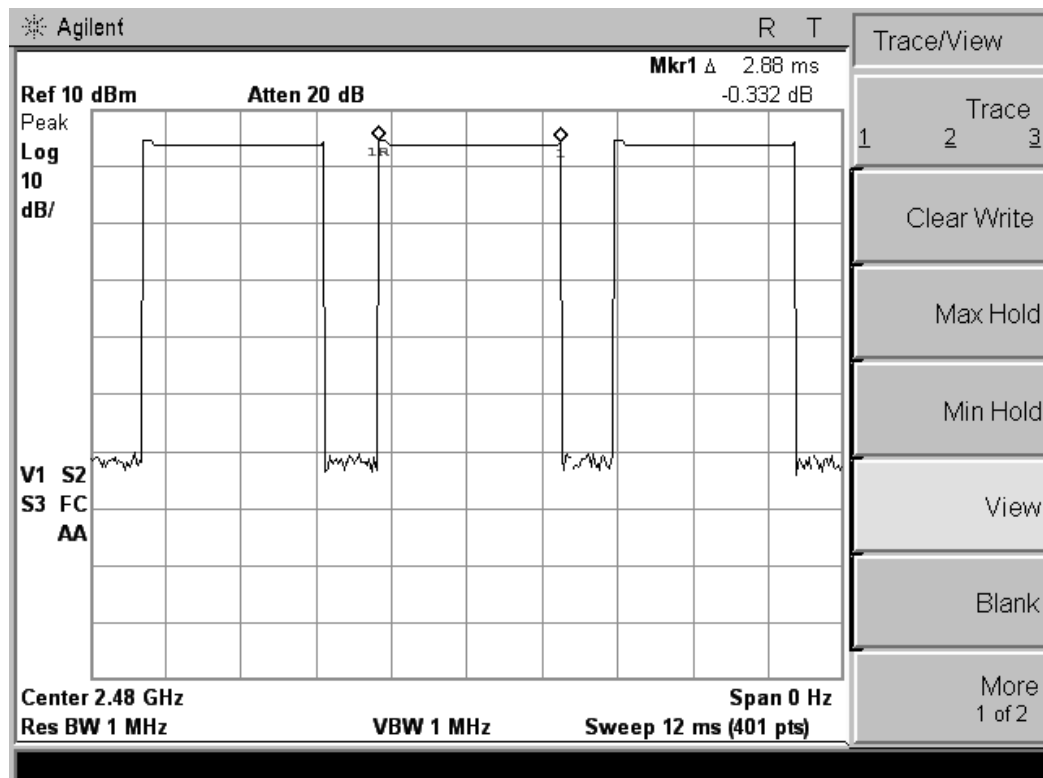 Agilent R T
Trace/View
Mkr1 Δ 2.88 ms
Ref 10 dBm Atten 20 dB -0.332 dB
Peak
Log
10
dB/
1R 1
V1 S2
S3 FC
AA
Center 2.48 GHz Span 0 Hz
Res BW 1 MHz VBW 1 MHz Sweep 12 ms (401 pts)
Trace
1 2 3
Clear Write
Max Hold
Min Hold
View
Blank
More
1 of 2